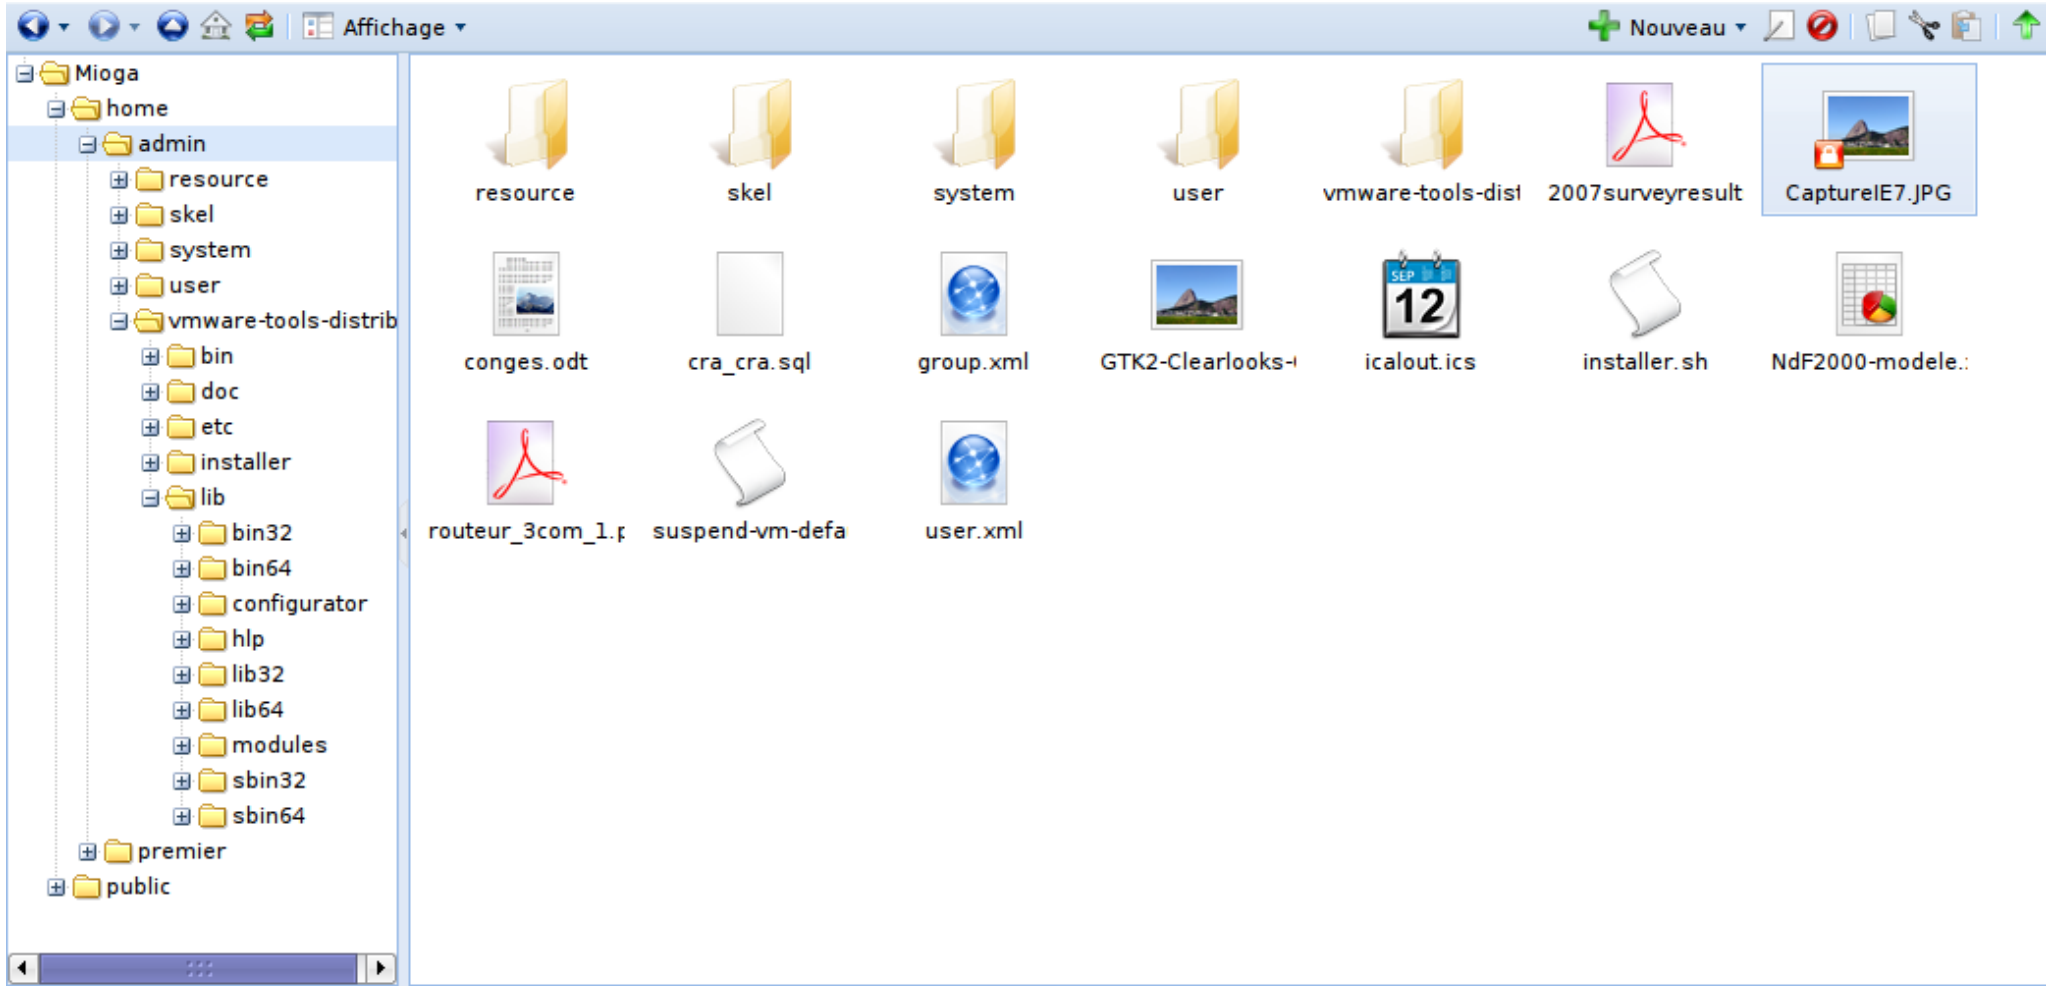 Affichage
Nouveau
Mioga
home
admin
resource
skel
system
user
vmware-tools-distrib
bin
doc
etc
installer
lib
bin32
bin64
configurator
hlp
lib32
lib64
modules
sbin32
sbin64
premier
public
resource skel system user vmware-tools-dist 2007surveyresult CaptureIE7.JPG
SEP
12
conges.odt cra_cra.sql group.xml GTK2-Clearlooks- icalout.ics installer.sh NdF2000-modele.
routeur_3com_1.p suspend-vm-defa user.xml